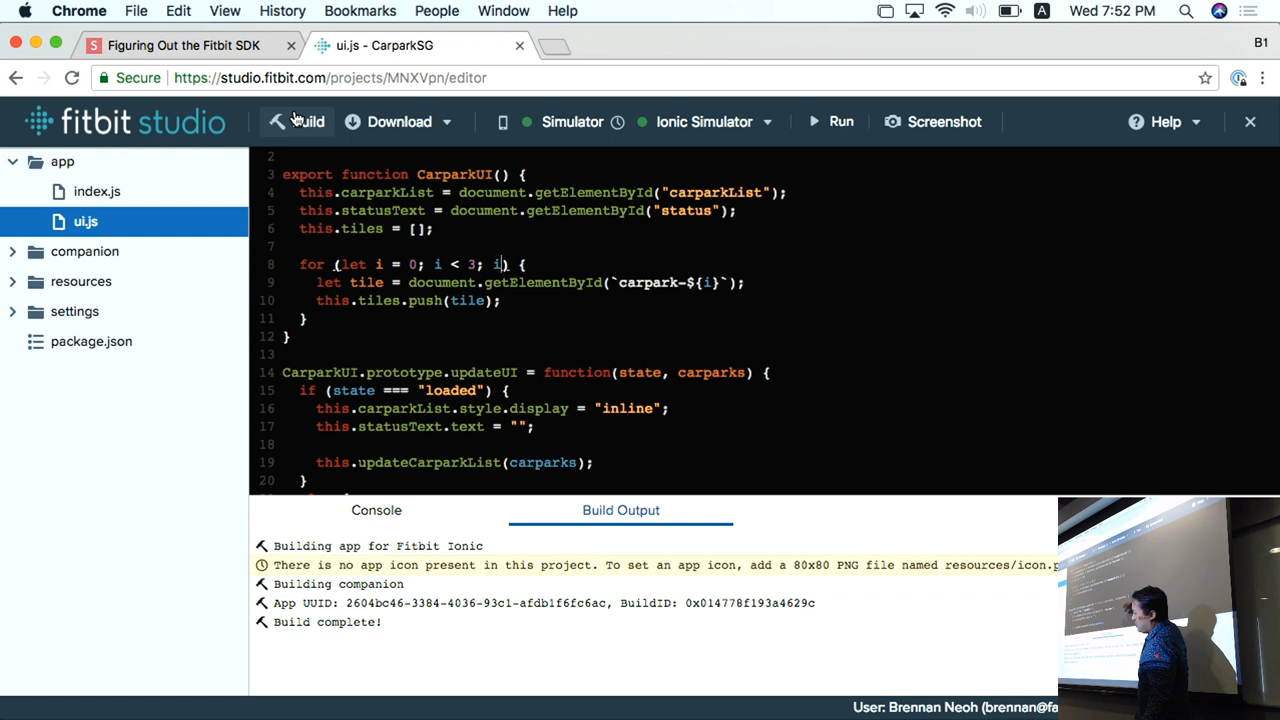 Chrome File Edit View History Bookmarks People Window Help A Wed 7:52 PM
S Figuring Out the Fitbit SDK × ui.js - CarparkSG × B1
Secure https://studio.fitbit.com/projects/MNXVpn/editor
fitbit studio Build Download Simulator Ionic Simulator Run Screenshot Help ×
app
index.js
ui.js
companion
resources
settings
package.json
2
3 export function CarparkUI() {
4 this.carparkList = document.getElementById("carparkList");
5 this.statusText = document.getElementById("status");
6 this.tiles = [];
7
8 for (let i = 0; i < 3; i) {
9 let tile = document.getElementById(`carpark-${i}`);
10 this.tiles.push(tile);
11 }
12 }
13
14 CarparkUI.prototype.updateUI = function(state, carparks) {
15 if (state === "loaded") {
16 this.carparkList.style.display = "inline";
17 this.statusText.text = "";
18
19 this.updateCarparkList(carparks);
20 }
Console Build Output
Building app for Fitbit Ionic
There is no app icon present in this project. To set an app icon, add a 80x80 PNG file named resources/icon.p
Building companion
App UUID: 2604bc46-3384-4036-93c1-afdb1f6fc6ac, BuildID: 0x014778f193a4629c
Build complete!
User: Brennan Neoh (brennan@fa